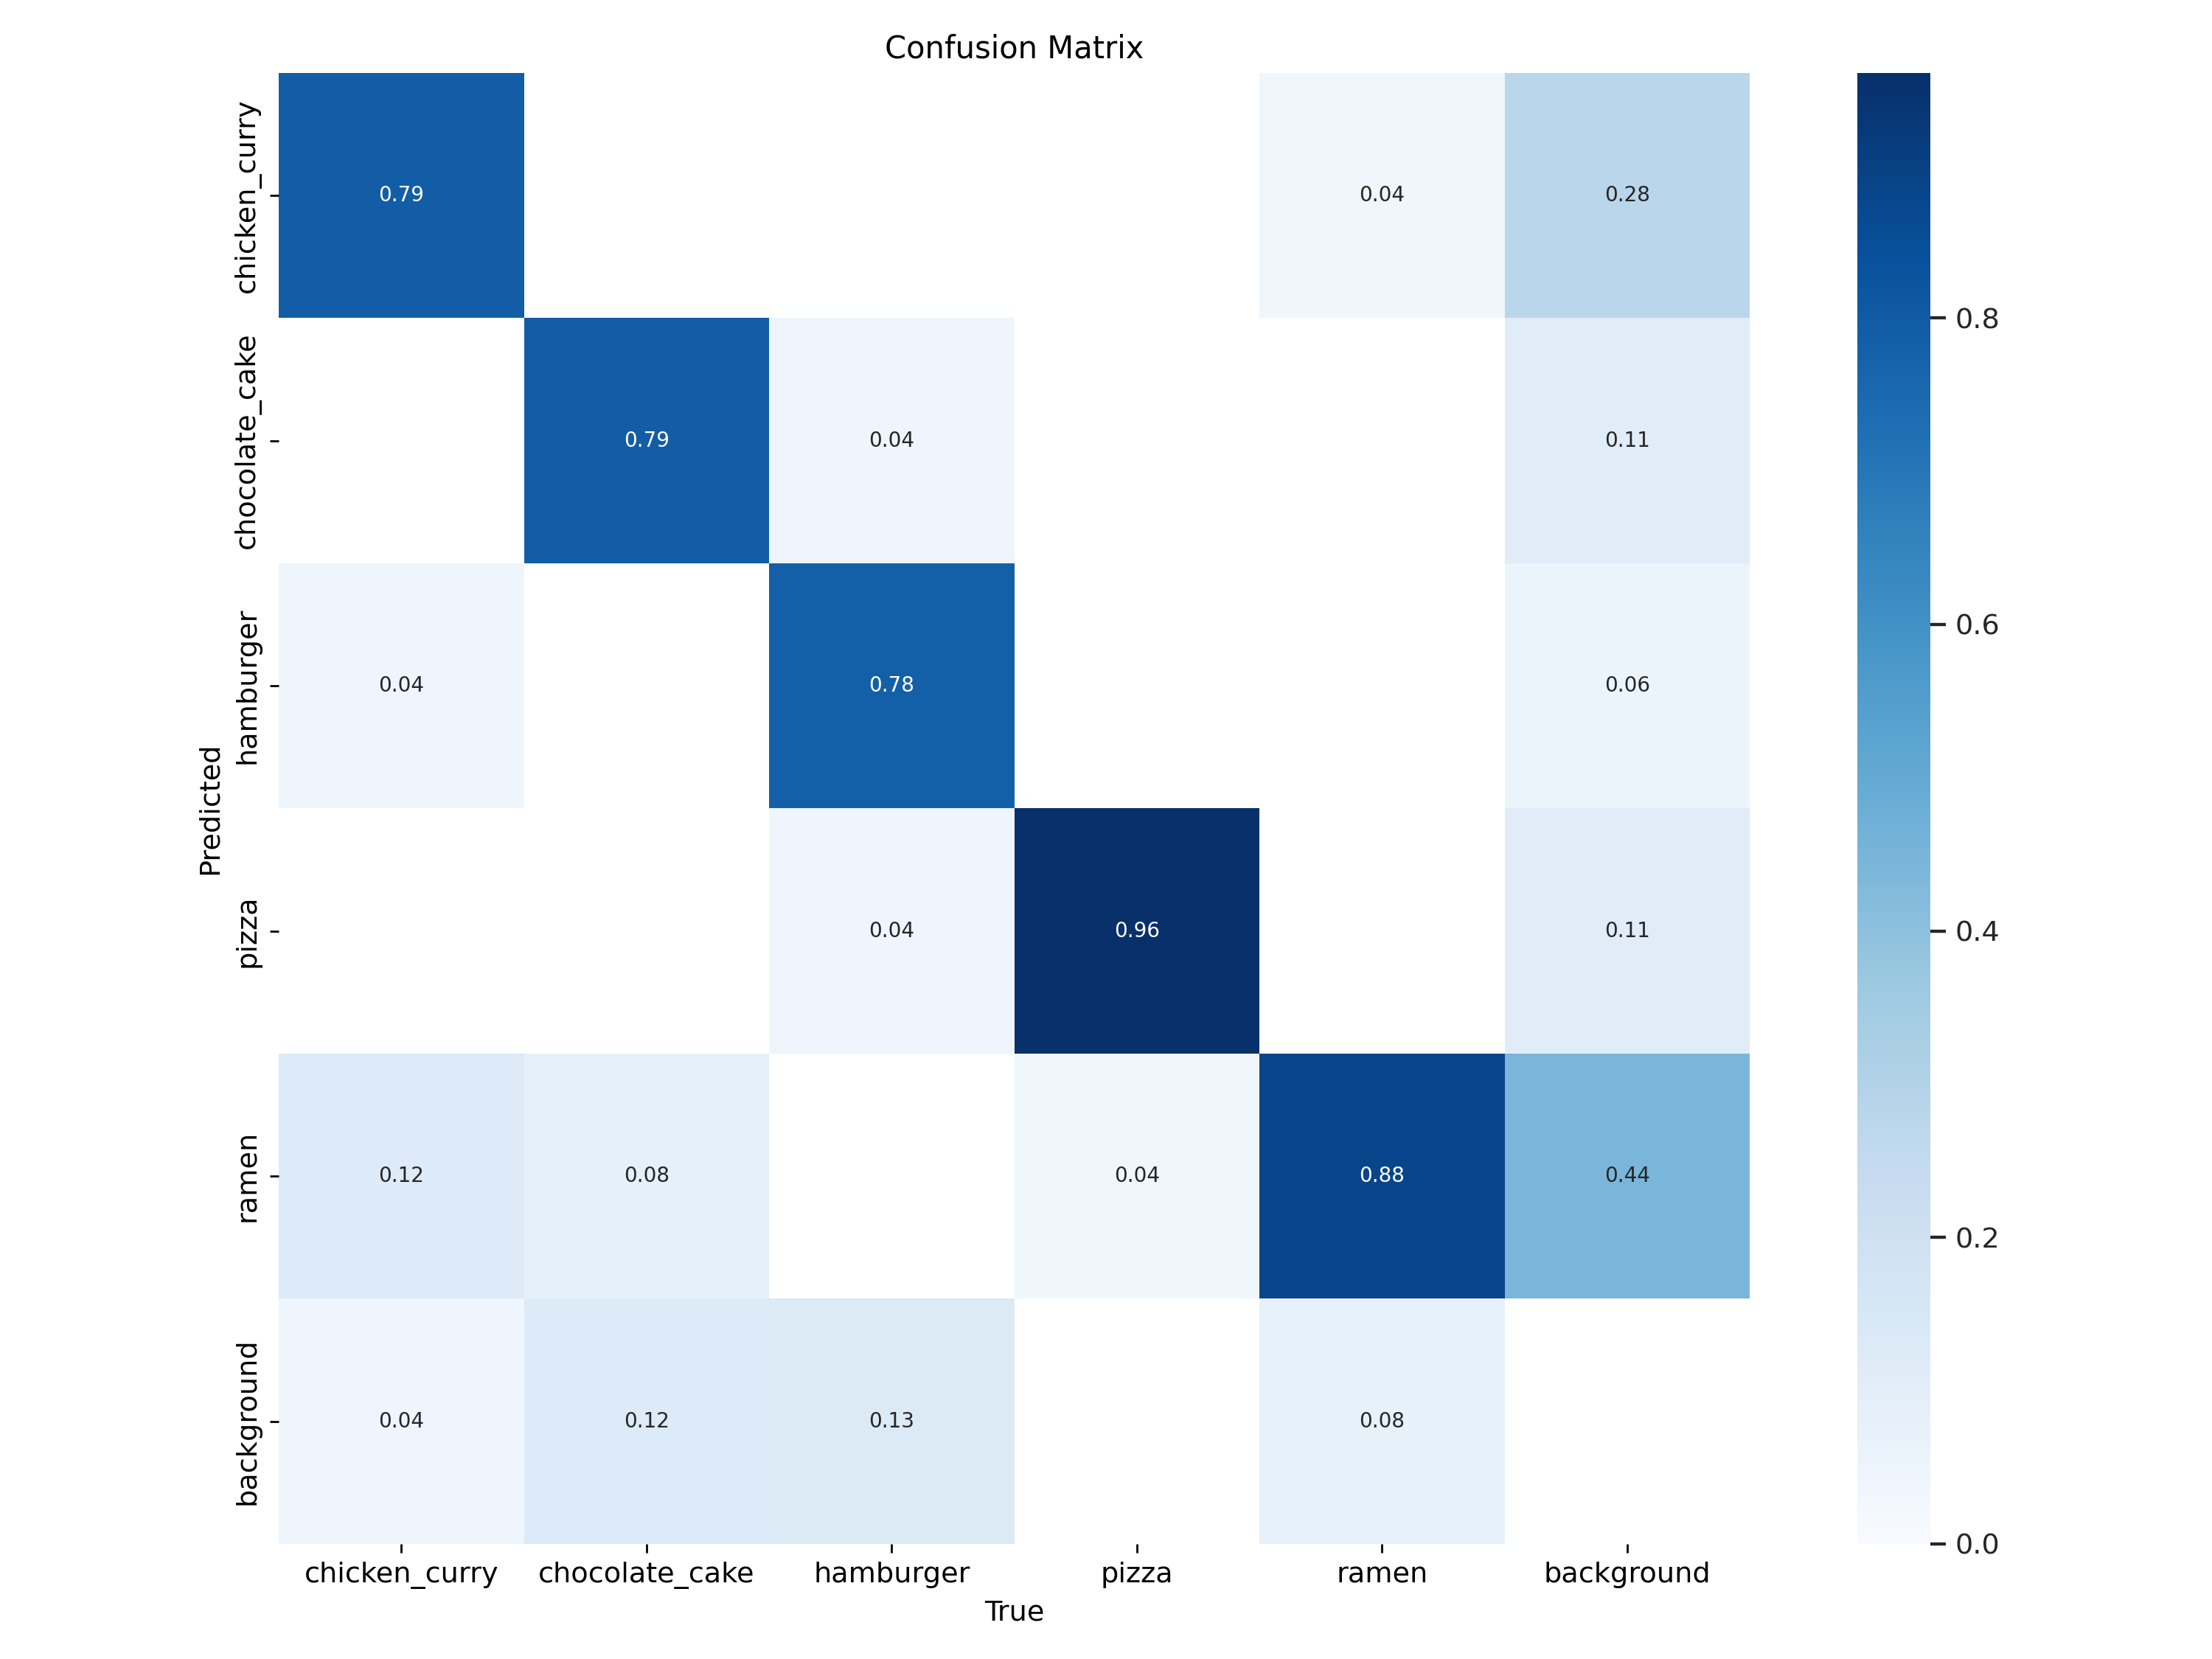 Confusion Matrix
Predicted
chicken_curry
0.79
0.04
0.28
chocolate_cake
0.79
0.04
0.11
hamburger
0.04
0.78
0.06
pizza
0.04
0.96
0.11
ramen
0.12
0.08
0.04
0.88
0.44
background
0.04
0.12
0.13
0.08
chicken_curry
chocolate_cake
hamburger
pizza
ramen
background
True
0.8
0.6
0.4
0.2
0.0